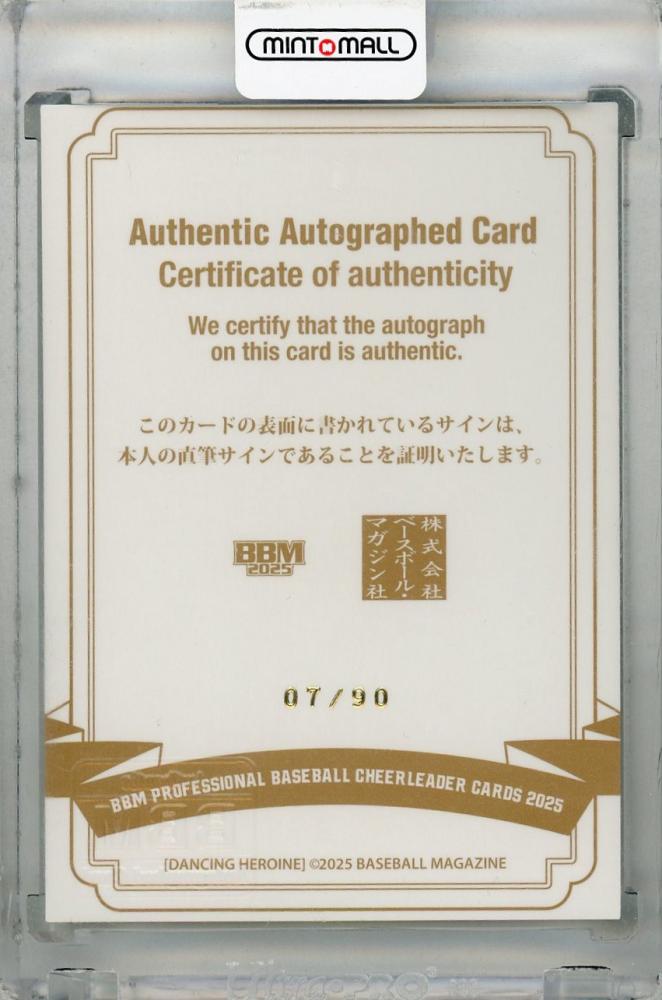 MINT MALL
Authentic Autographed Card
Certificate of authenticity
We certify that the autograph
on this card is authentic.
このカードの表面に書かれているサインは、
本人の直筆サインであることを証明いたします。
BBM
2025
株式会社
ベースボール・
マガジン社
07/90
BBM PROFESSIONAL BASEBALL CHEERLEADER CARDS 2025
[DANCING HEROINE] ©2025 BASEBALL MAGAZINE
Ultra PRO®